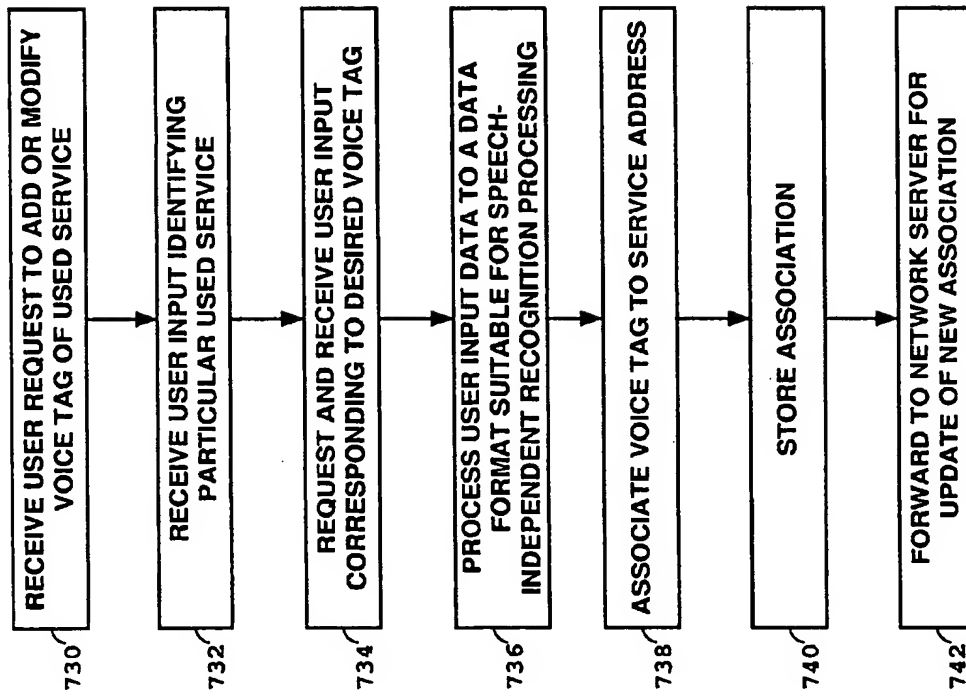 730
RECEIVE USER REQUEST TO ADD OR MODIFY
VOICE TAG OF USED SERVICE
732
RECEIVE USER INPUT IDENTIFYING
PARTICULAR USED SERVICE
734
REQUEST AND RECEIVE USER INPUT
CORRESPONDING TO DESIRED VOICE TAG
736
PROCESS USER INPUT DATA TO A DATA
FORMAT SUITABLE FOR SPEECH-
INDEPENDENT RECOGNITION PROCESSING
738
ASSOCIATE VOICE TAG TO SERVICE ADDRESS
740
STORE ASSOCIATION
742
FORWARD TO NETWORK SERVER FOR
UPDATE OF NEW ASSOCIATION